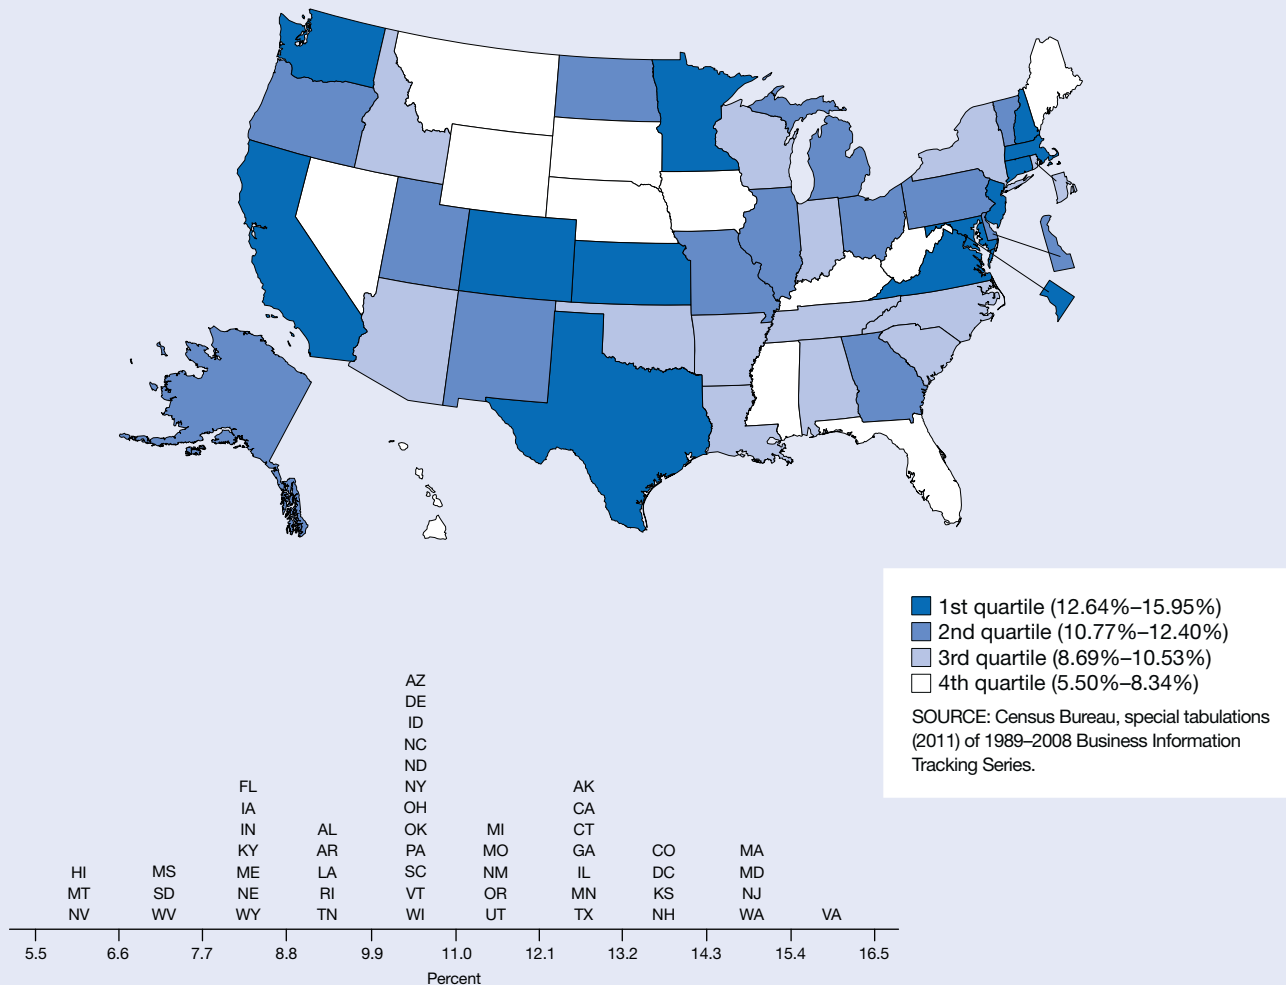 1st quartile (12.64%–15.95%)
2nd quartile (10.77%–12.40%)
3rd quartile (8.69%–10.53%)
4th quartile (5.50%–8.34%)
SOURCE: Census Bureau, special tabulations
(2011) of 1989–2008 Business Information
Tracking Series.
AZ
DE
ID
NC
ND
FL NY AK
IA OH CA
IN AL OK MI CT
KY AR PA MO GA CO MA
HI MS ME LA SC NM IL DC MD
MT SD NE RI VT OR MN KS NJ
NV WV WY TN WI UT TX NH WA VA
5.5 6.6 7.7 8.8 9.9 11.0 12.1 13.2 14.3 15.4 16.5
Percent